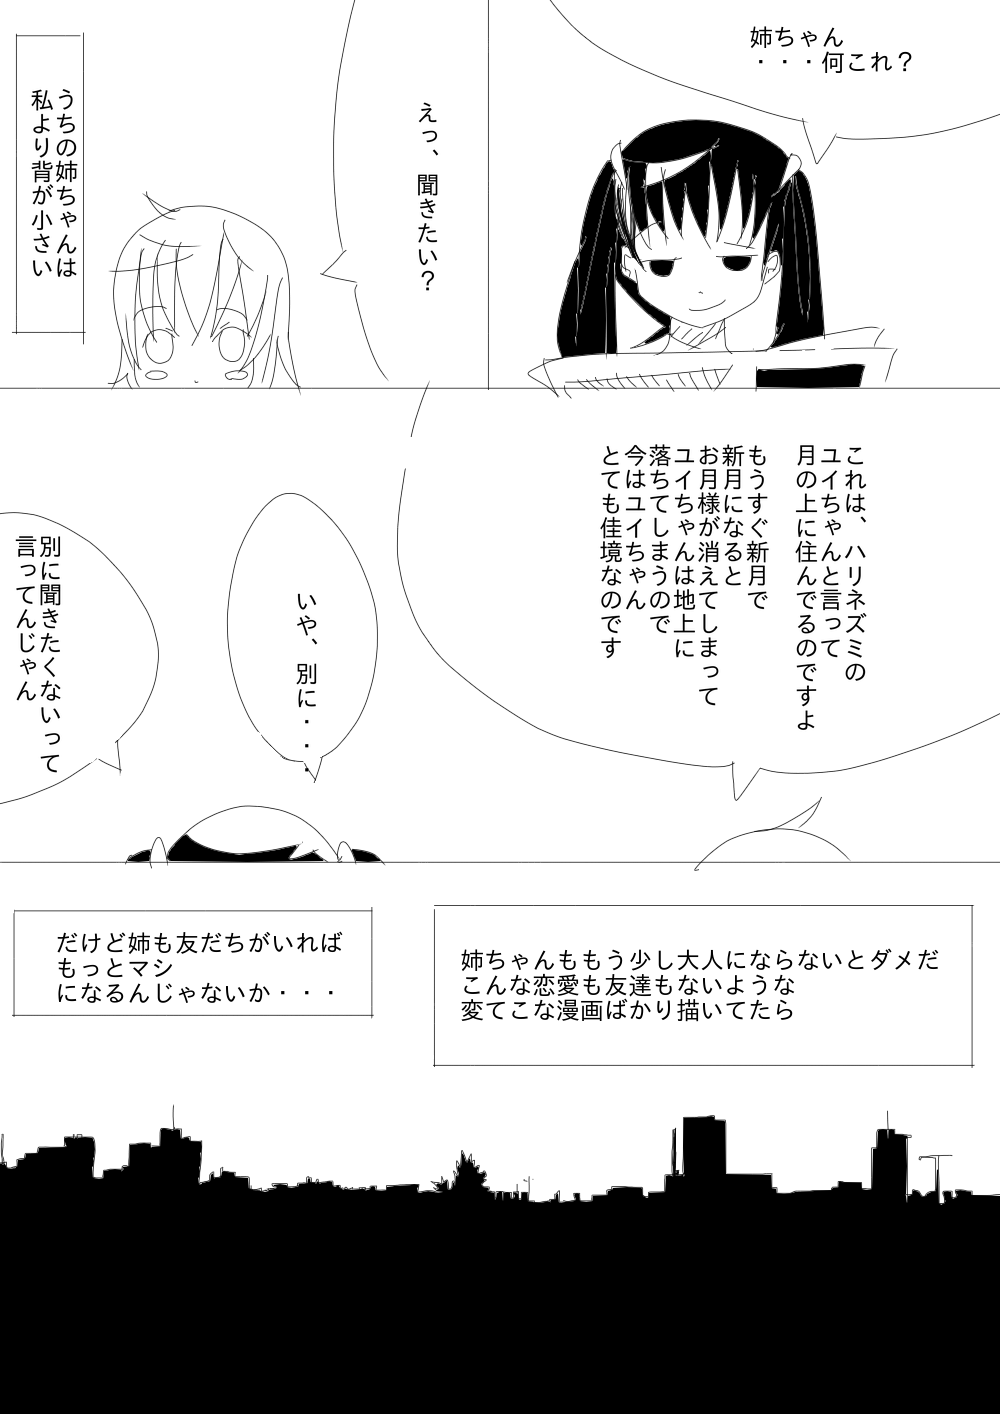 姉ちゃん
・・・何これ？
えっ、聞きたい？
うちの姉ちゃんは
私より背が小さい
これは、ハリネズミの
ユイちゃんと言って
月の上に住んでるのですよ
もうすぐ新月で
新月になると
お月様が消えてしまって
ユイちゃんは地上に
落ちてしまうので
今はユイちゃん
とても佳境なのです
いや、別に・・・
別に聞きたくないって
言ってんじゃん
姉ちゃんももう少し大人にならないとダメだ
こんな恋愛も友達もないような
変てこな漫画ばかり描いてたら
だけど姉も友だちがいれば
もっとマシ
になるんじゃないか・・・